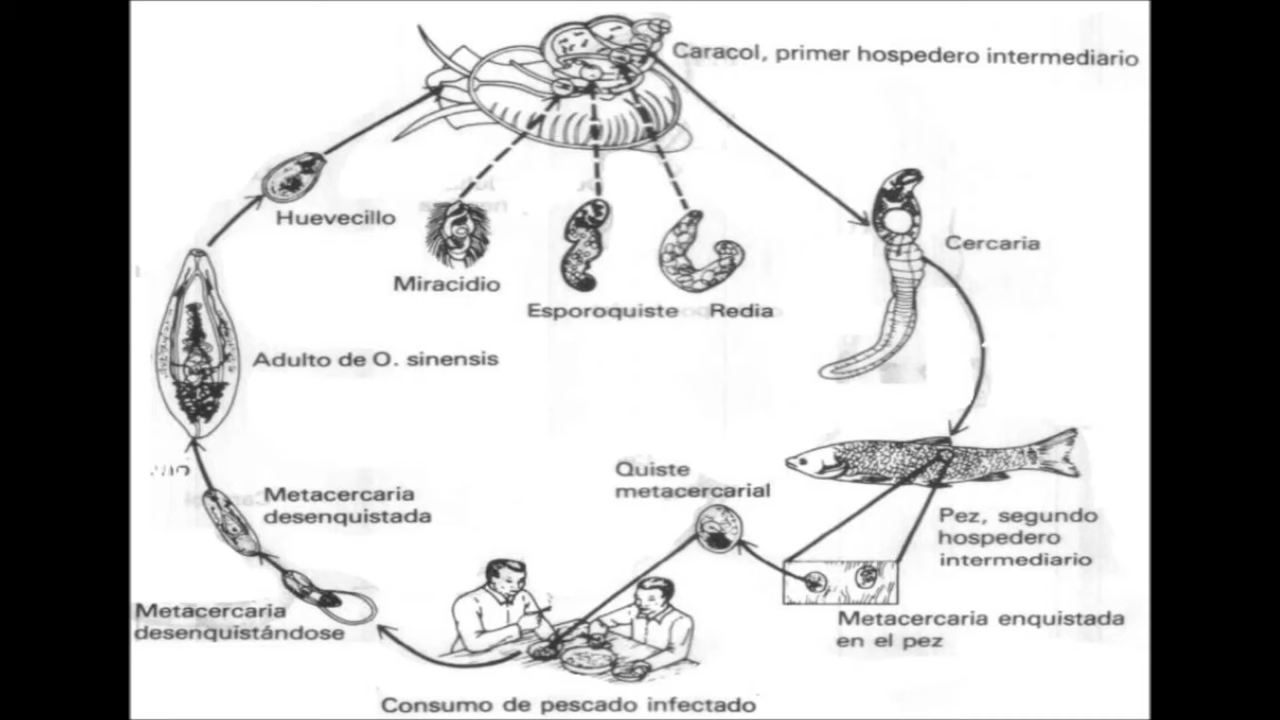 Caracol, primer hospedero intermediario
Huevecillo
Miracidio
Esporoquiste
Redia
Cercaria
Adulto de O. sinensis
Quiste
metacercarial
Pez, segundo
hospedero
intermediario
Metacercaria
desenquistada
Metacercaria enquistada
en el pez
Metacercaria
desenquistándose
Consumo de pescado infectado